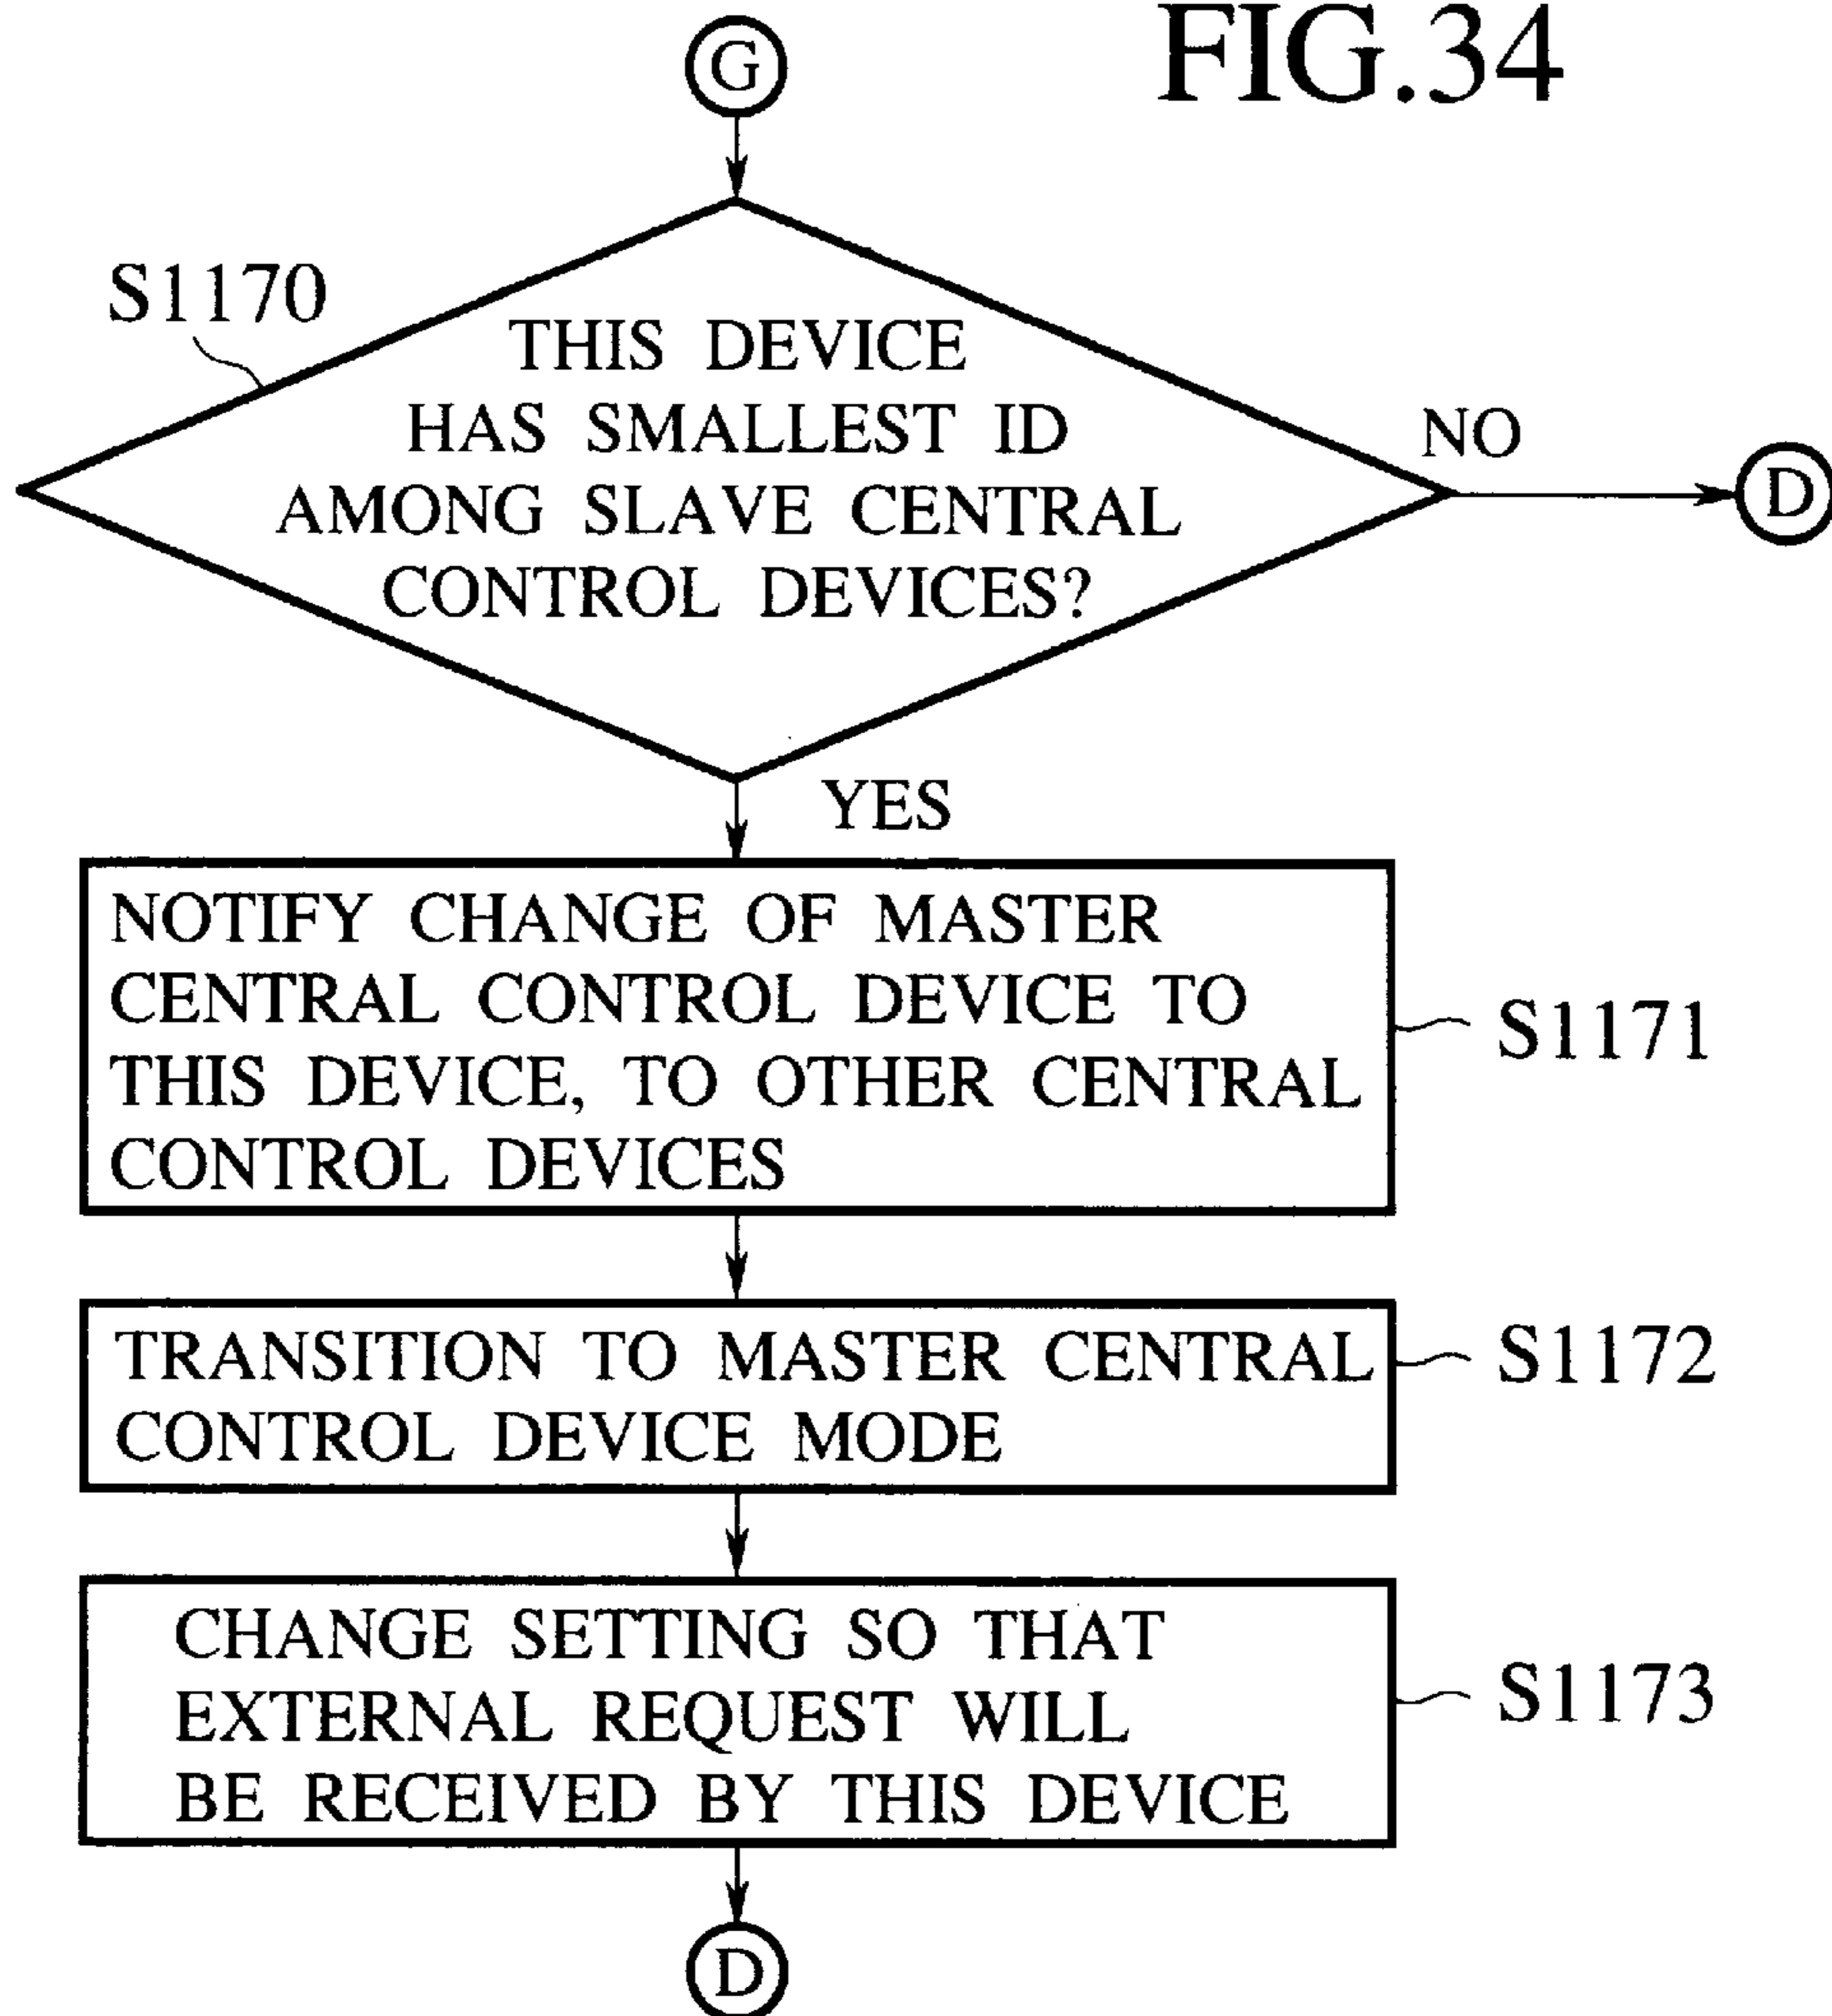 FIG.34
G
S1170
THIS DEVICE
HAS SMALLEST ID
AMONG SLAVE CENTRAL
CONTROL DEVICES?
NO
D
YES
NOTIFY CHANGE OF MASTER
CENTRAL CONTROL DEVICE TO
THIS DEVICE, TO OTHER CENTRAL
CONTROL DEVICES
S1171
TRANSITION TO MASTER CENTRAL
CONTROL DEVICE MODE
S1172
CHANGE SETTING SO THAT
EXTERNAL REQUEST WILL
BE RECEIVED BY THIS DEVICE
S1173
D